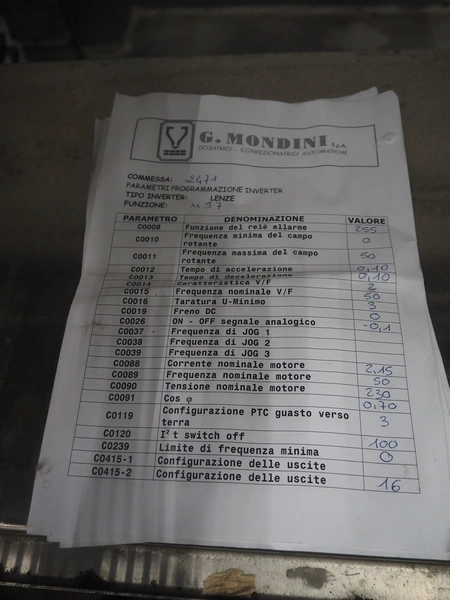 G. MONDINI S.p.A.
DOSATRICI - CONFEZIONATRICI AUTOMATICHE
COMMESSA: 2471
PARAMETRI PROGRAMMAZIONE INVERTER
TIPO INVERTER: LENZE
FUNZIONE: M 57
PARAMETRO DENOMINAZIONE VALORE
C0008 Funzione del relè allarme 255
C0010 Frequenza minima del campo rotante 0
C0011 Frequenza massima del campo rotante 50
C0012 Tempo di accelerazione 0,10
C0013 Tempo di decelerazione 0,10
C0014 Caratteristica V/F 2
C0015 Frequenza nominale V/F 50
C0016 Taratura U-Minimo 3
C0019 Freno DC 0
C0026 ON - OFF segnale analogico -0,1
C0037 Frequenza di JOG 1
C0038 Frequenza di JOG 2
C0039 Frequenza di JOG 3
C0088 Corrente nominale motore 2,15
C0089 Frequenza nominale motore 50
C0090 Tensione nominale motore 230
C0091 Cos φ 0,70
C0119 Configurazione PTC guasto verso terra 3
C0120 I² t switch off 100
C0239 Limite di frequenza minima 0
C0415-1 Configurazione delle uscite
C0415-2 Configurazione delle uscite 16